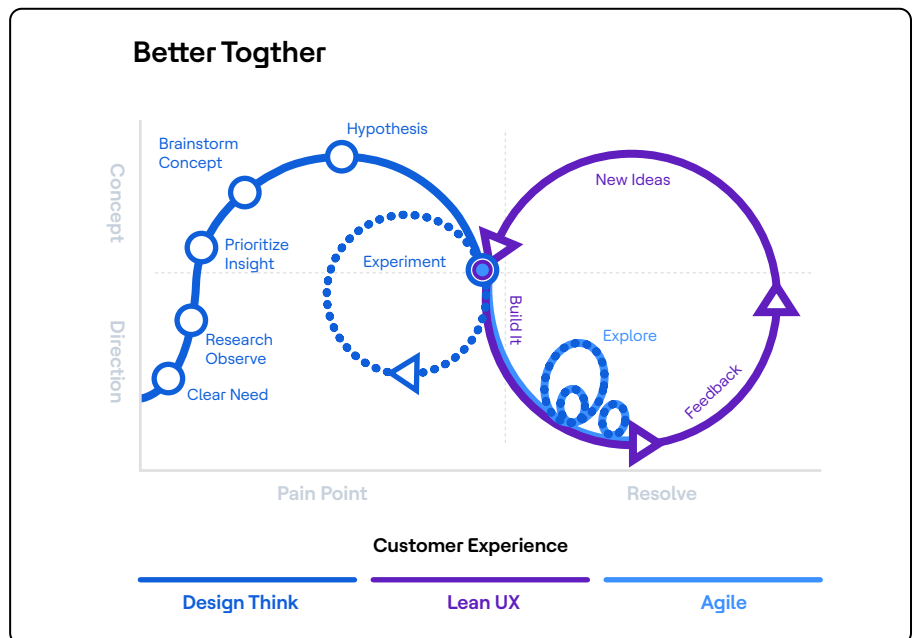 Better Togther
Hypothesis
Brainstorm
Concept
New Ideas
Concept
Prioritize
Insight
Experiment
Build It
Direction
Research
Observe
Explore
Clear Need
Feedback
Pain Point
Resolve
Customer Experience
Design Think
Lean UX
Agile